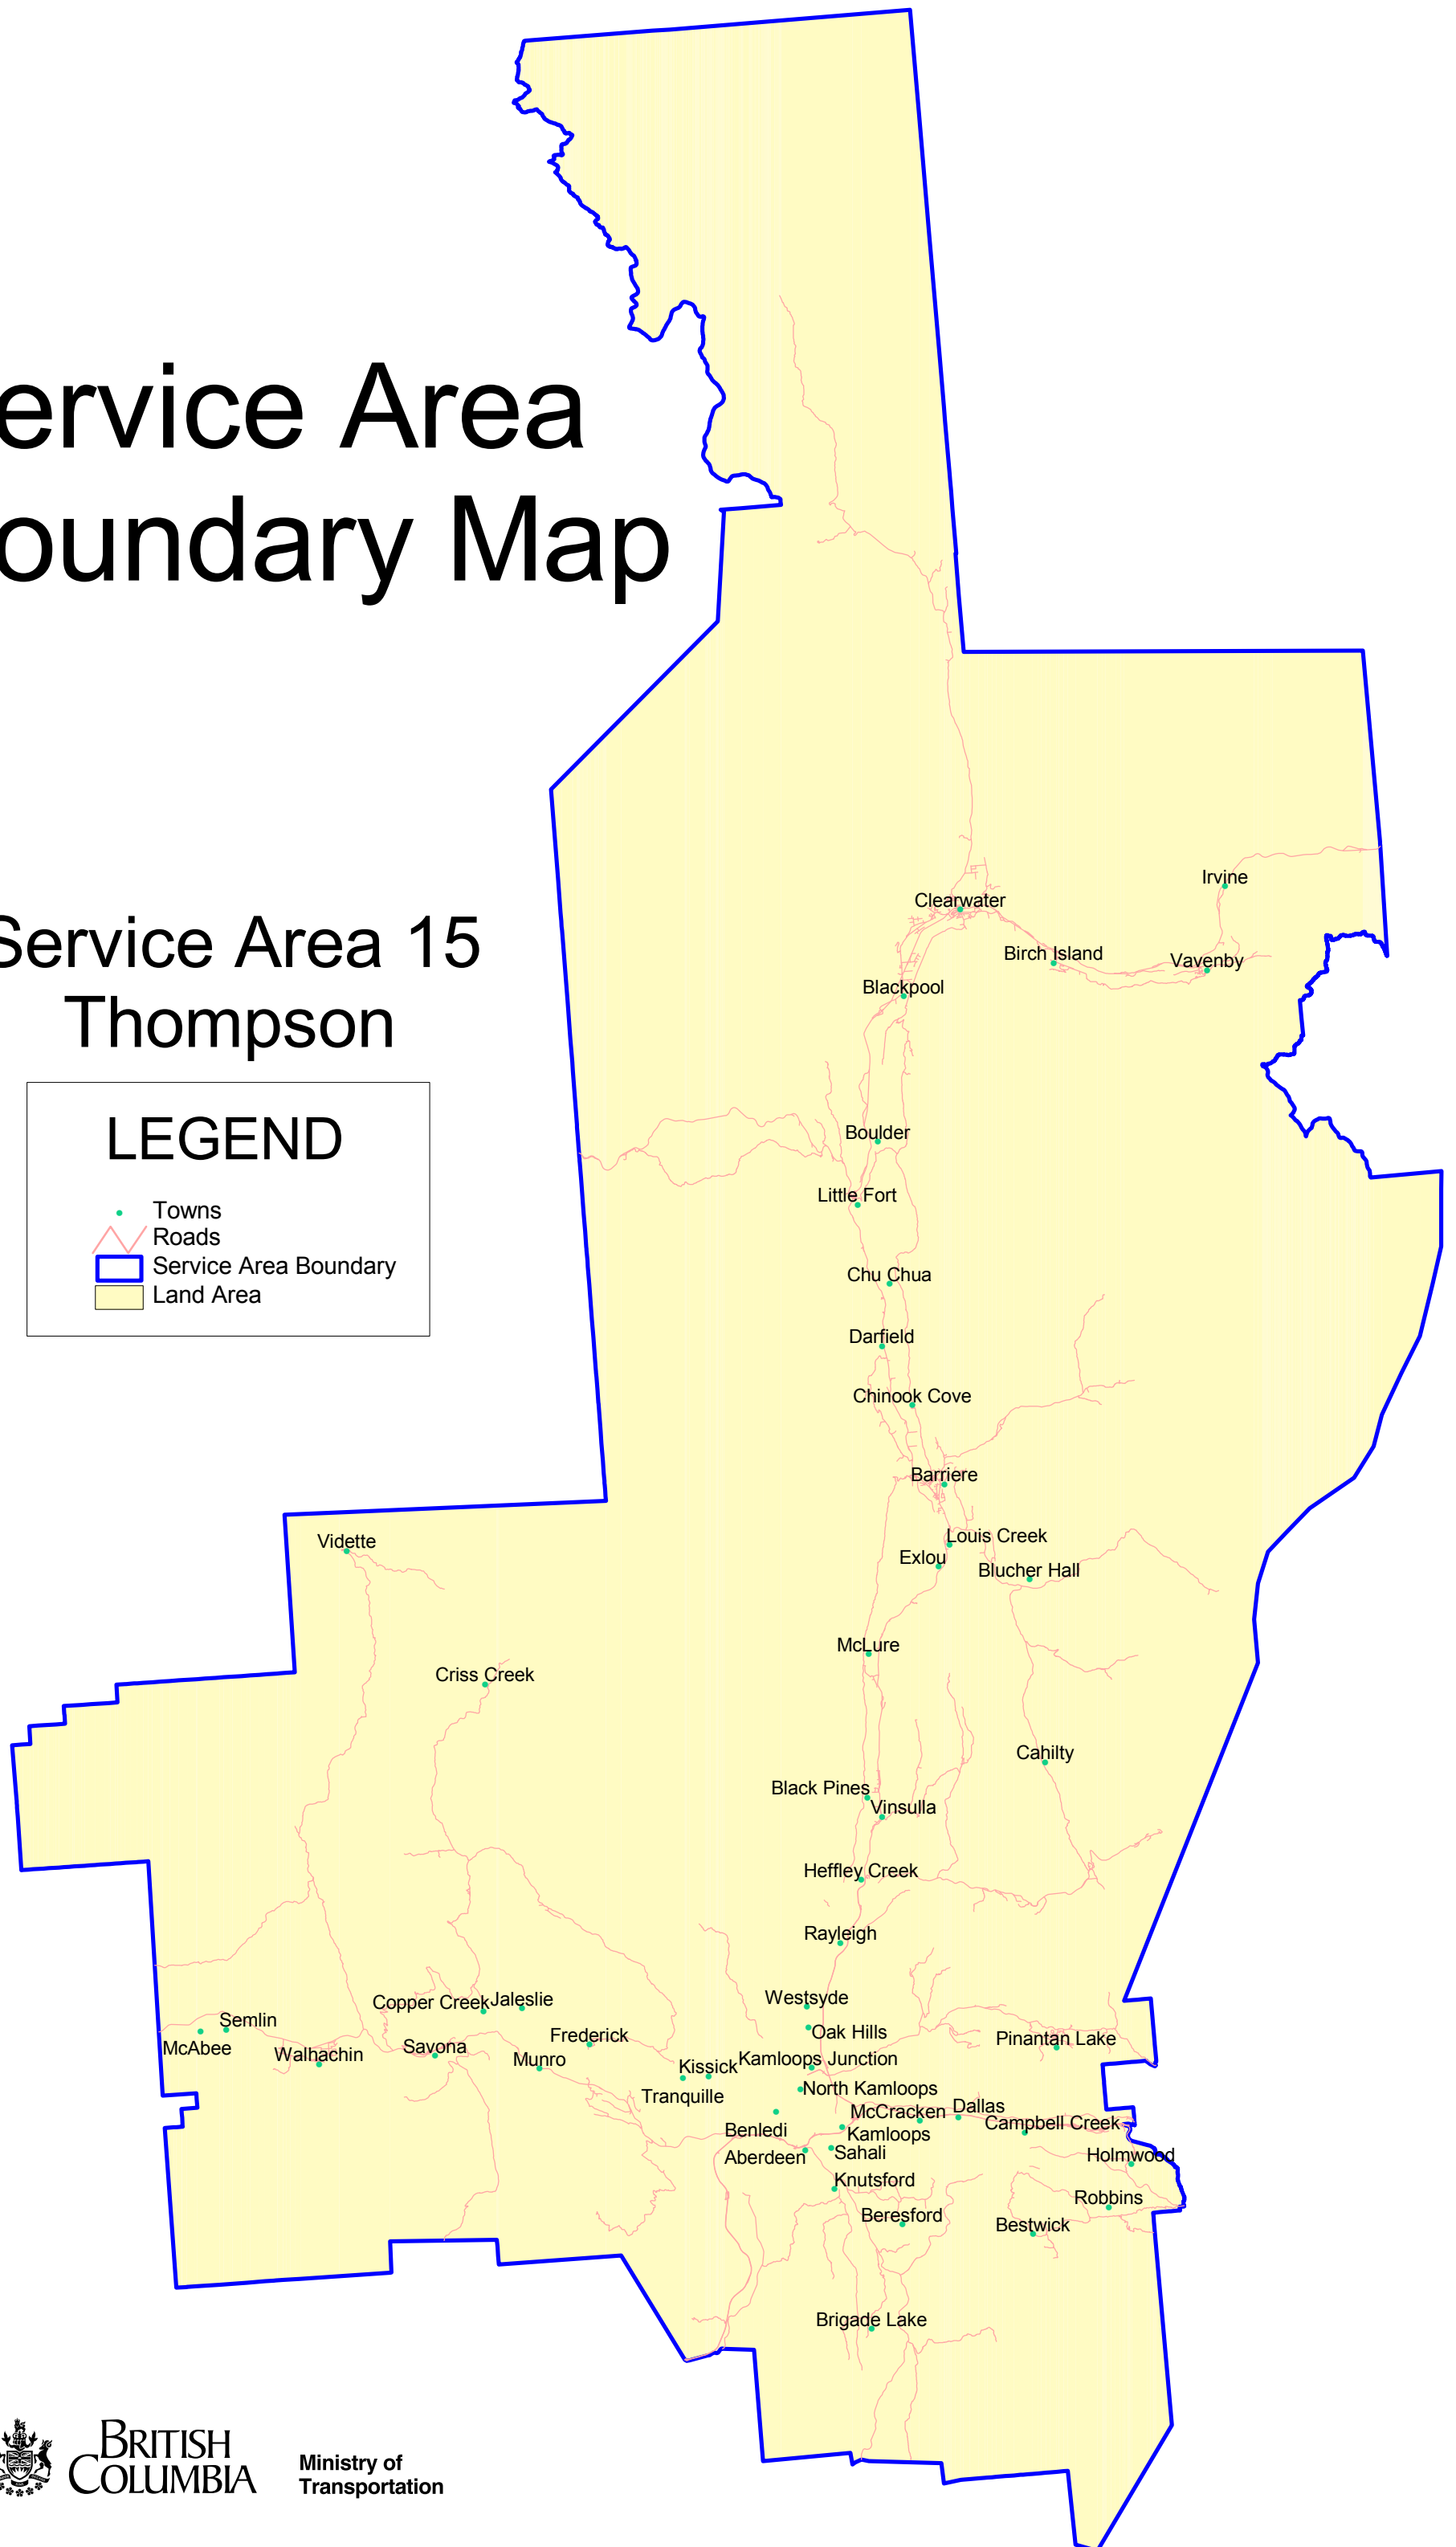 ervice Area
oundary Map
Service Area 15
Thompson
LEGEND
Towns
Roads
Service Area Boundary
Land Area
Irvine
Clearwater
Birch Island
Vavenby
Blackpool
Boulder
Little Fort
Chu Chua
Darfield
Chinook Cove
Barriere
Louis Creek
Vidette
Exlou
Blucher Hall
McLure
Criss Creek
Cahilty
Black Pines
Vinsulla
Heffley Creek
Rayleigh
Westsyde
Copper Creek
Jaleslie
Semlin
Oak Hills
Frederick
Pinantan Lake
McAbee
Savona
Walhachin
Munro
Kamloops Junction
Kissick
North Kamloops
Tranquille
Dallas
McCracken
Campbell Creek
Benledi
Kamloops
Sahali
Aberdeen
Holmwood
Knutsford
Robbins
Beresford
Bestwick
Brigade Lake
BRITISH
COLUMBIA
Ministry of
Transportation